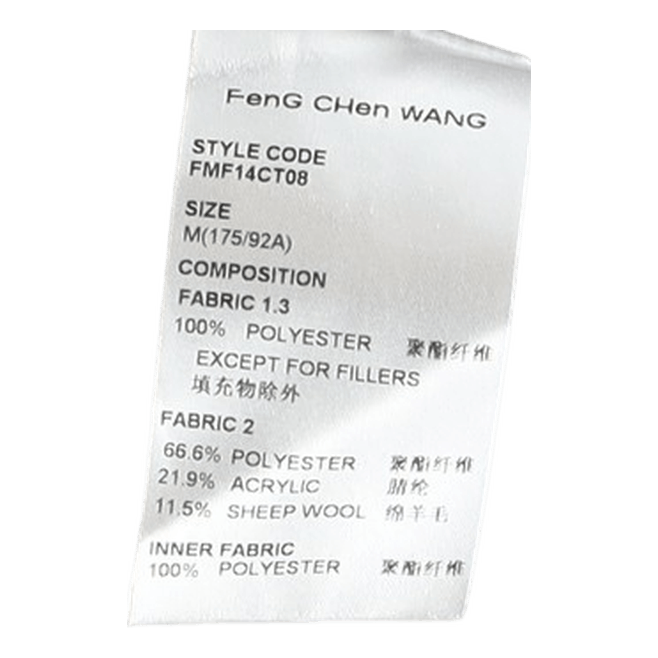 FenG CHen WANG
STYLE CODE
FMF14CT08
SIZE
M(175/92A)
COMPOSITION
FABRIC 1.3
100% POLYESTER 聚酯纤维
EXCEPT FOR FILLERS
填充物除外
FABRIC 2
66.6% POLYESTER 聚酯纤维
21.9% ACRYLIC 腈纶
11.5% SHEEP WOOL 绵羊毛
INNER FABRIC
100% POLYESTER 聚酯纤维